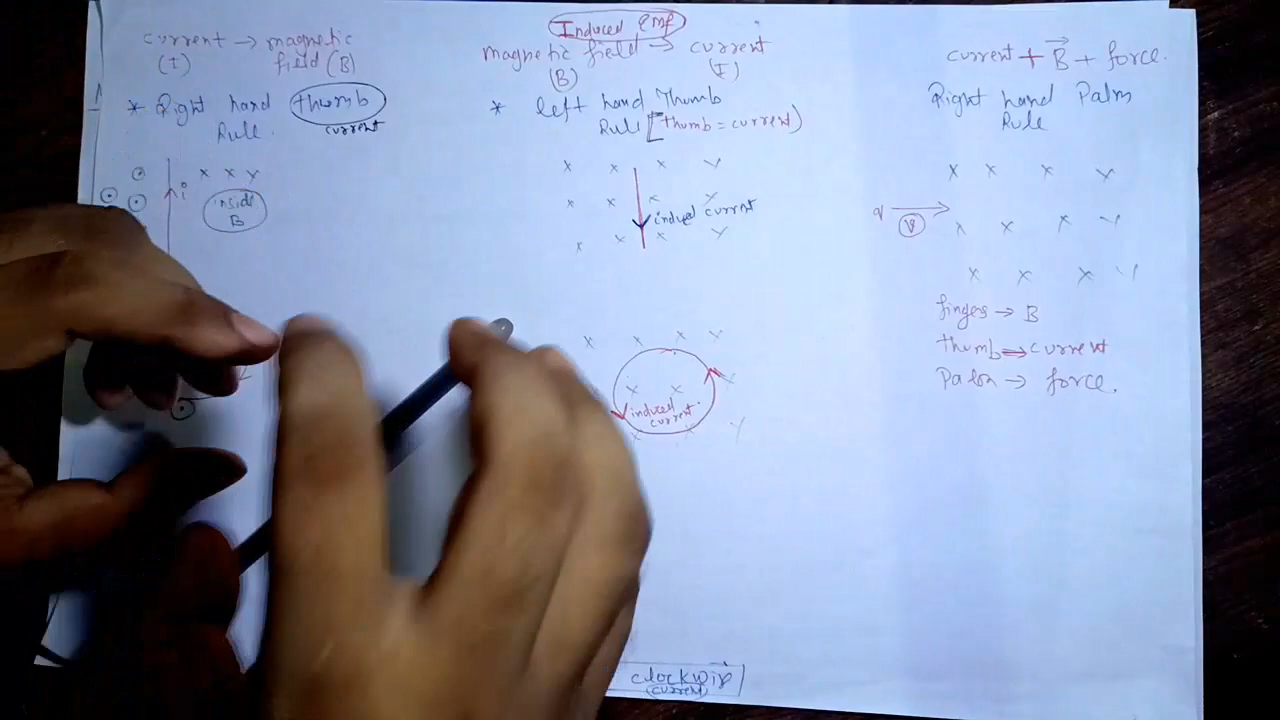 current → magnetic
(I) field (B)
* Right hand thumb
Rule. current
i
inside
B
Induced emf
magnetic field → current
(B) (I)
* left hand Thumb
Rule [thumb = current)
induced current
induced
current
clockwis
(current)
current + B + force.
Right hand Palm
Rule
q → V
fingers → B
Thumb → current
Palm → force.